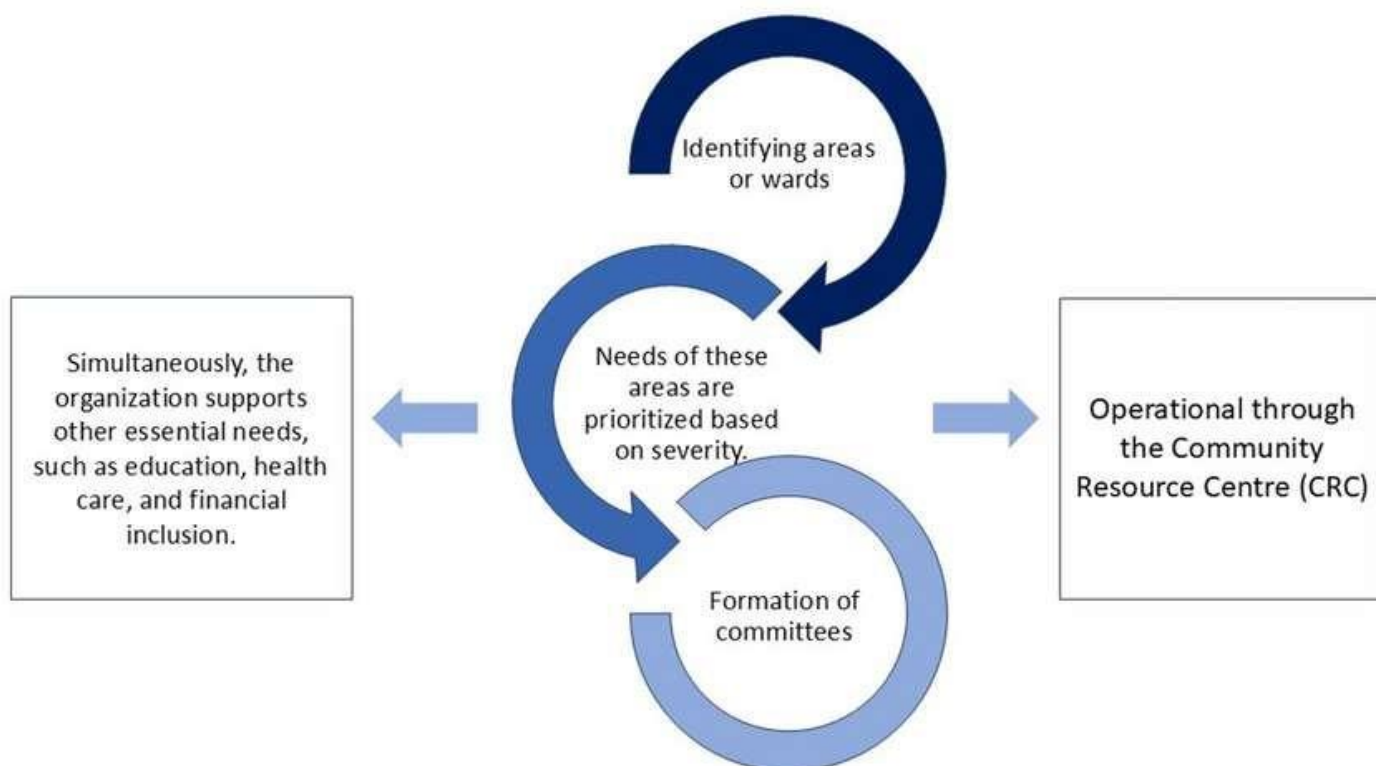 Identifying areas
or wards
Simultaneously, the
organization supports
other essential needs,
such as education, health
care, and financial
inclusion.
Needs of these
areas are
prioritized based
on severity.
Operational through
the Community
Resource Centre (CRC)
Formation of
committees